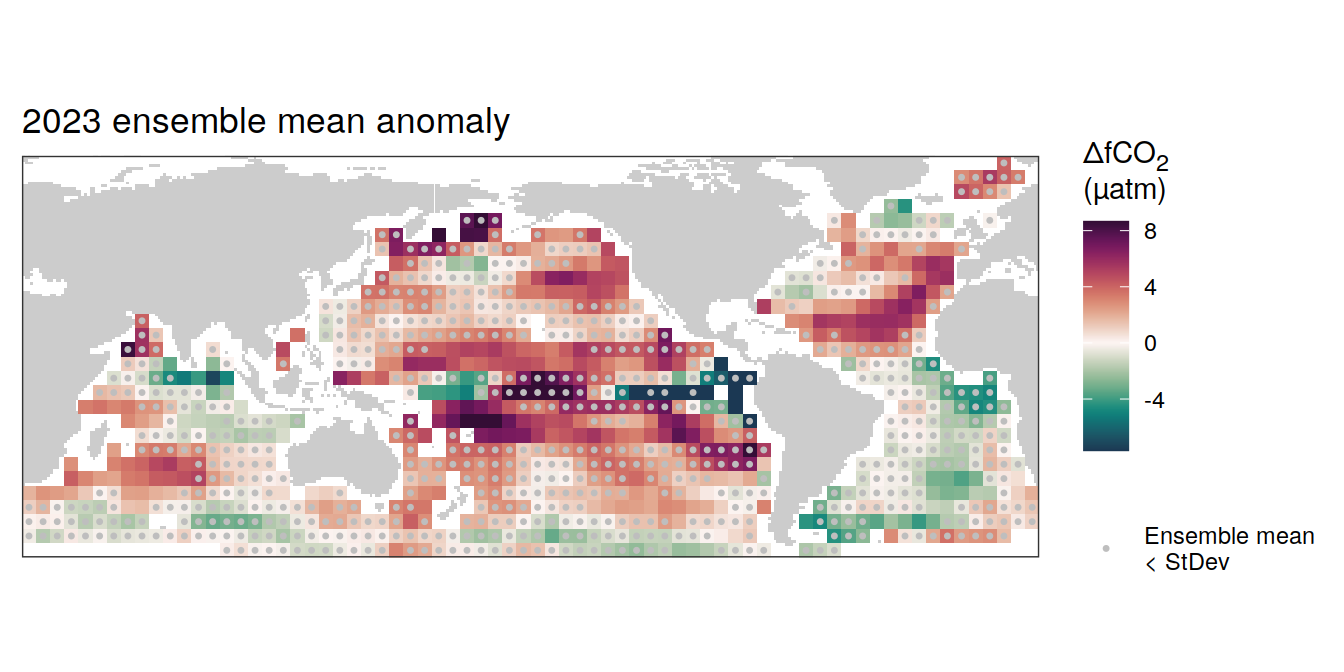 2023 ensemble mean anomaly
ΔfCO₂
(µatm)
8
4
0
-4
Ensemble mean
< StDev